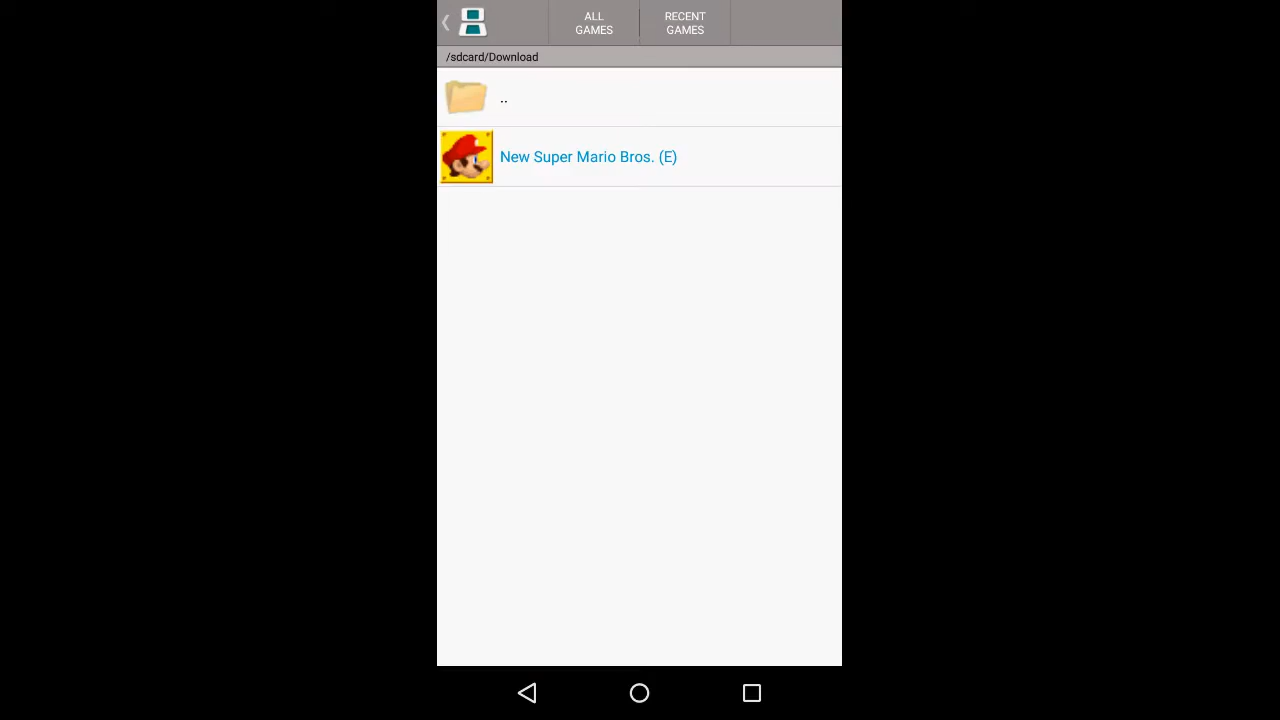 ALL
GAMES
RECENT
GAMES
/sdcard/Download
..
New Super Mario Bros. (E)